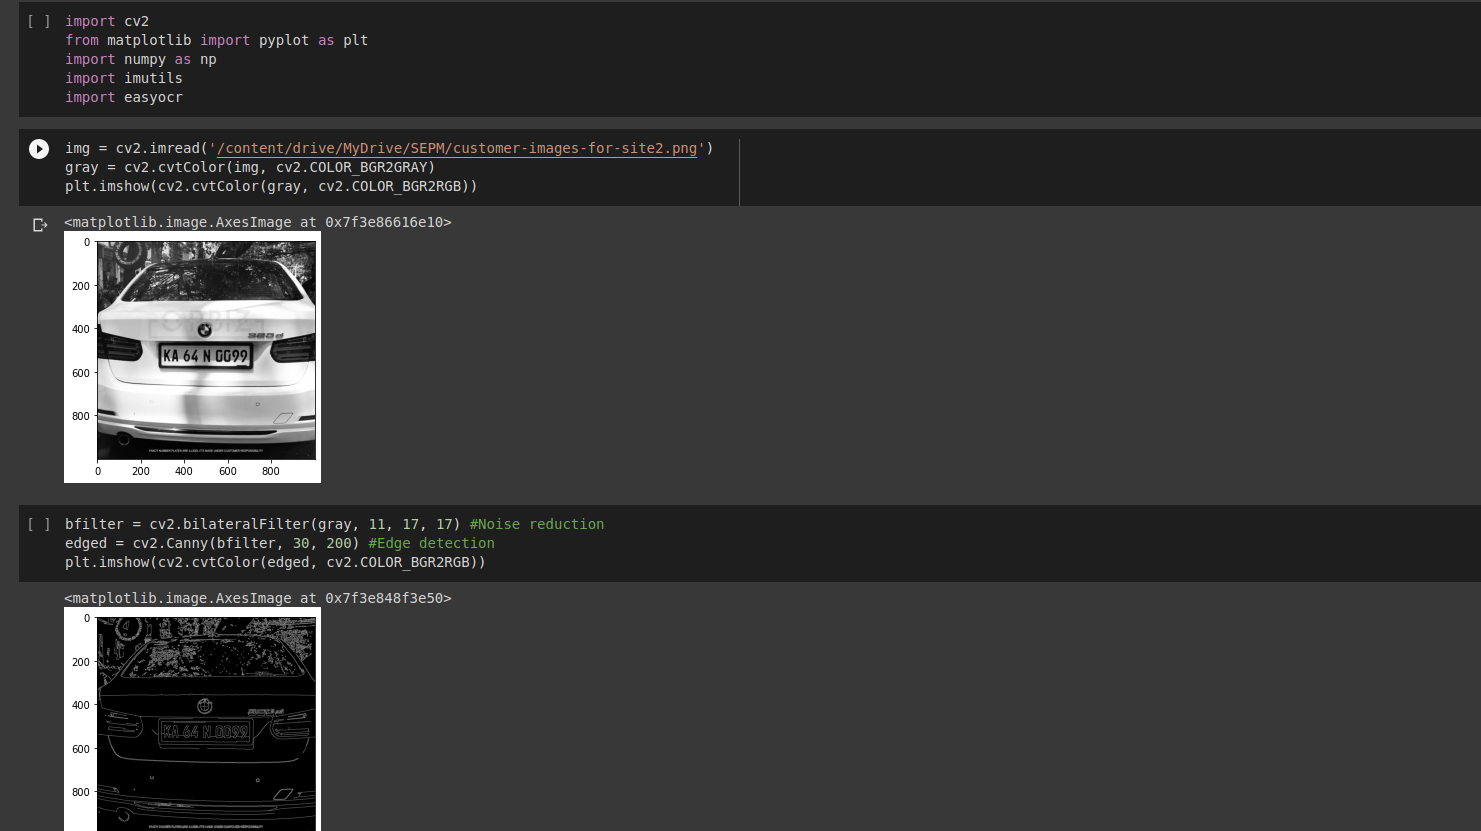 [ ] import cv2
from matplotlib import pyplot as plt
import numpy as np
import imutils
import easyocr
img = cv2.imread('/content/drive/MyDrive/SEPM/customer-images-for-site2.png')
gray = cv2.cvtColor(img, cv2.COLOR_BGR2GRAY)
plt.imshow(cv2.cvtColor(gray, cv2.COLOR_BGR2RGB))
<matplotlib.image.AxesImage at 0x7f3e86616e10>
0
200
400
600
800
ORBIZ
320d
KA 64 N 0099
0 200 400 600 800
[ ] bfilter = cv2.bilateralFilter(gray, 11, 17, 17) #Noise reduction
edged = cv2.Canny(bfilter, 30, 200) #Edge detection
plt.imshow(cv2.cvtColor(edged, cv2.COLOR_BGR2RGB))
<matplotlib.image.AxesImage at 0x7f3e848f3e50>
0
200
400
600
800
KA 64 N 0099